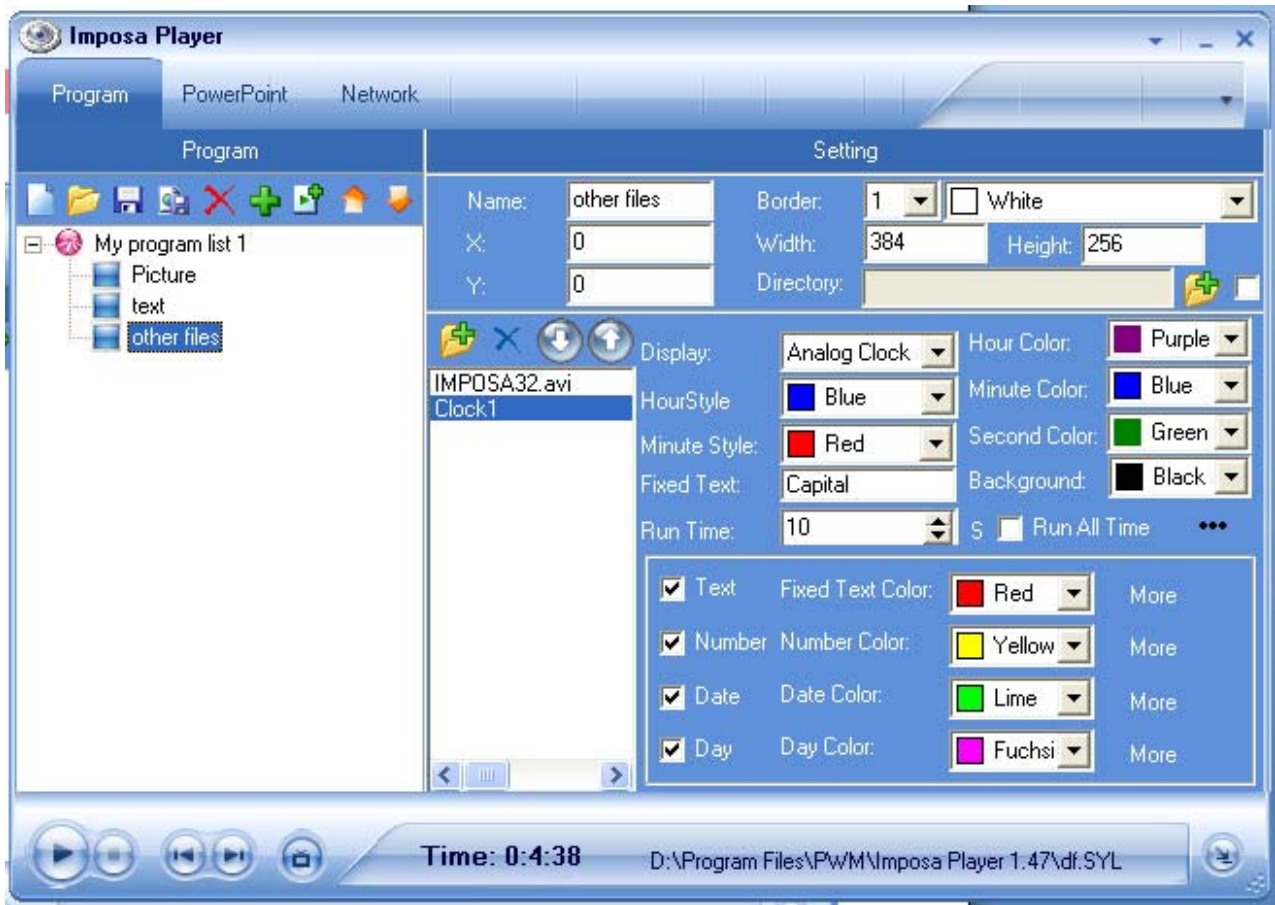 Imposa Player
Program PowerPoint Network
Program
Setting
My program list 1
Picture
text
other files
Name: other files Border: 1 White
X: 0 Width: 384 Height: 256
Y: 0 Directory:
IMPOSA32.avi
Clock1
Display: Analog Clock Hour Color: Purple
HourStyle Blue Minute Color: Blue
Minute Style: Red Second Color: Green
Fixed Text: Capital Background: Black
Run Time: 10 S Run All Time •••
Text Fixed Text Color: Red More
Number Number Color: Yellow More
Date Date Color: Lime More
Day Day Color: Fuchsi More
Time: 0:4:38 D:\Program Files\PWM\Imposa Player 1.47\df.SYL